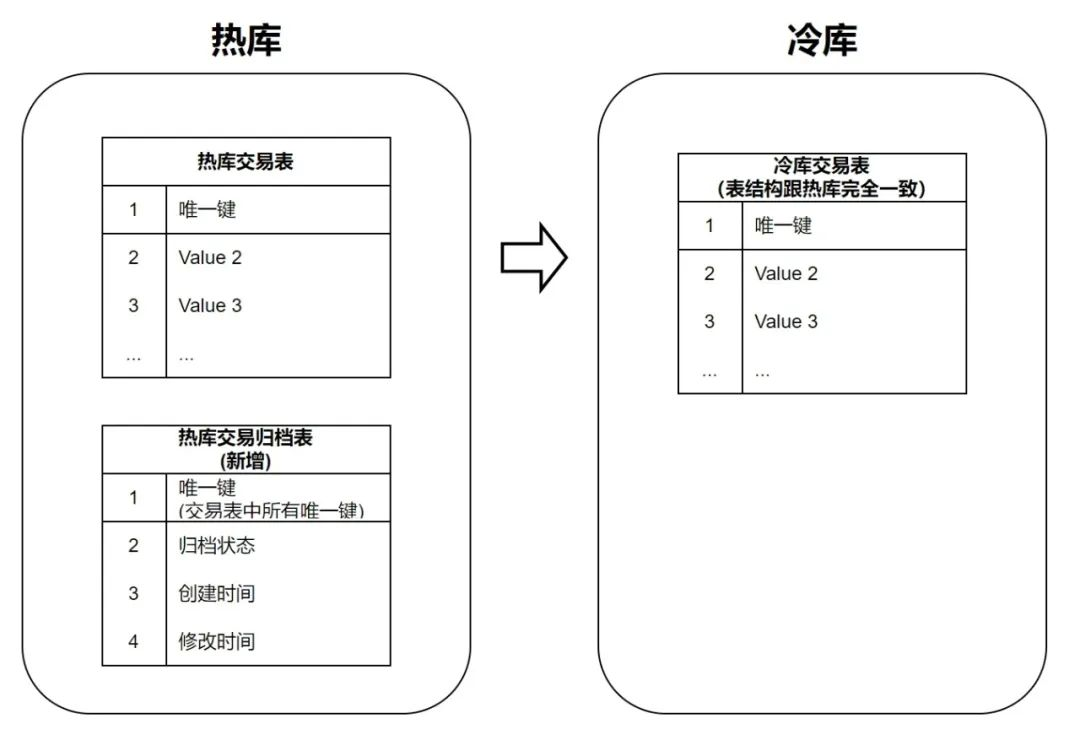 热库
热库交易表
1 唯一键
2 Value 2
3 Value 3
... ...
热库交易归档表
(新增)
1 唯一键
(交易表中所有唯一键)
2 归档状态
3 创建时间
4 修改时间
冷库
冷库交易表
(表结构跟热库完全一致)
1 唯一键
2 Value 2
3 Value 3
... ...